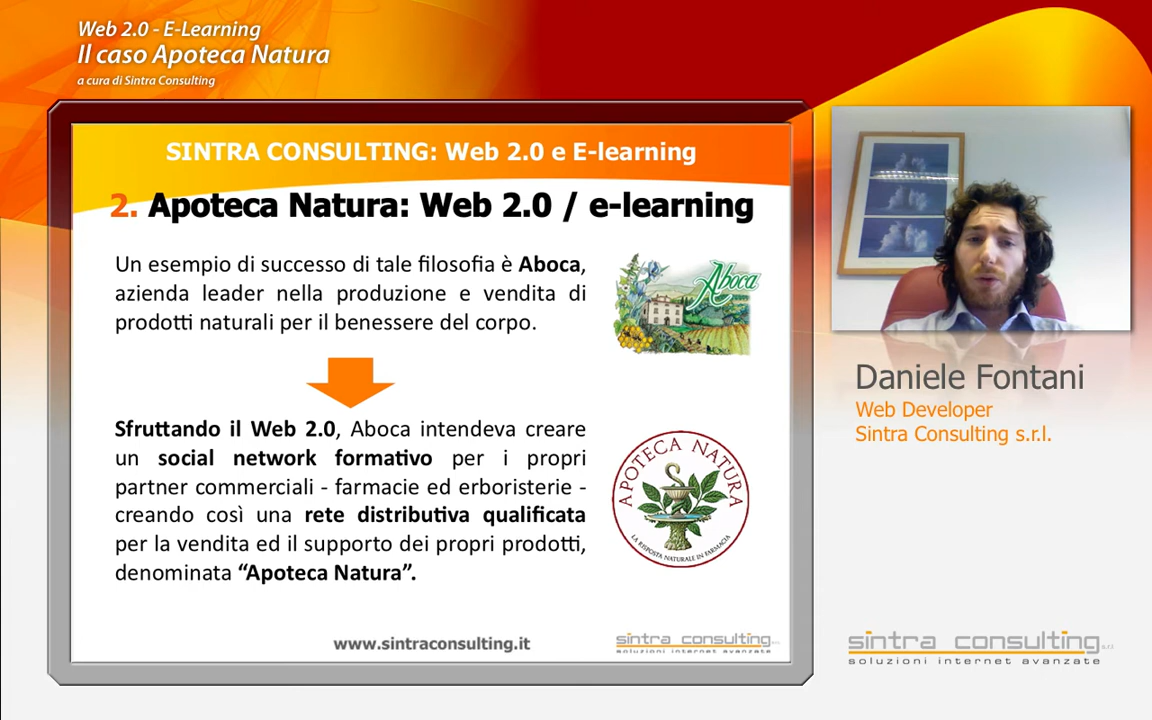 Web 2.0 - E-Learning
Il caso Apoteca Natura
a cura di Sintra Consulting
SINTRA CONSULTING: Web 2.0 e E-learning
2. Apoteca Natura: Web 2.0 / e-learning
Un esempio di successo di tale filosofia è Aboca,
azienda leader nella produzione e vendita di
prodotti naturali per il benessere del corpo.
Aboca
Sfruttando il Web 2.0, Aboca intendeva creare
un social network formativo per i propri
partner commerciali - farmacie ed erboristerie -
creando così una rete distributiva qualificata
per la vendita ed il supporto dei propri prodotti,
denominata “Apoteca Natura”.
APOTECA NATURA
LA RISPOSTA NATURALE IN FARMACIA
www.sintraconsulting.it
sintra consulting
soluzioni internet avanzate
Daniele Fontani
Web Developer
Sintra Consulting s.r.l.
sintra consulting s.r.l.
soluzioni internet avanzate